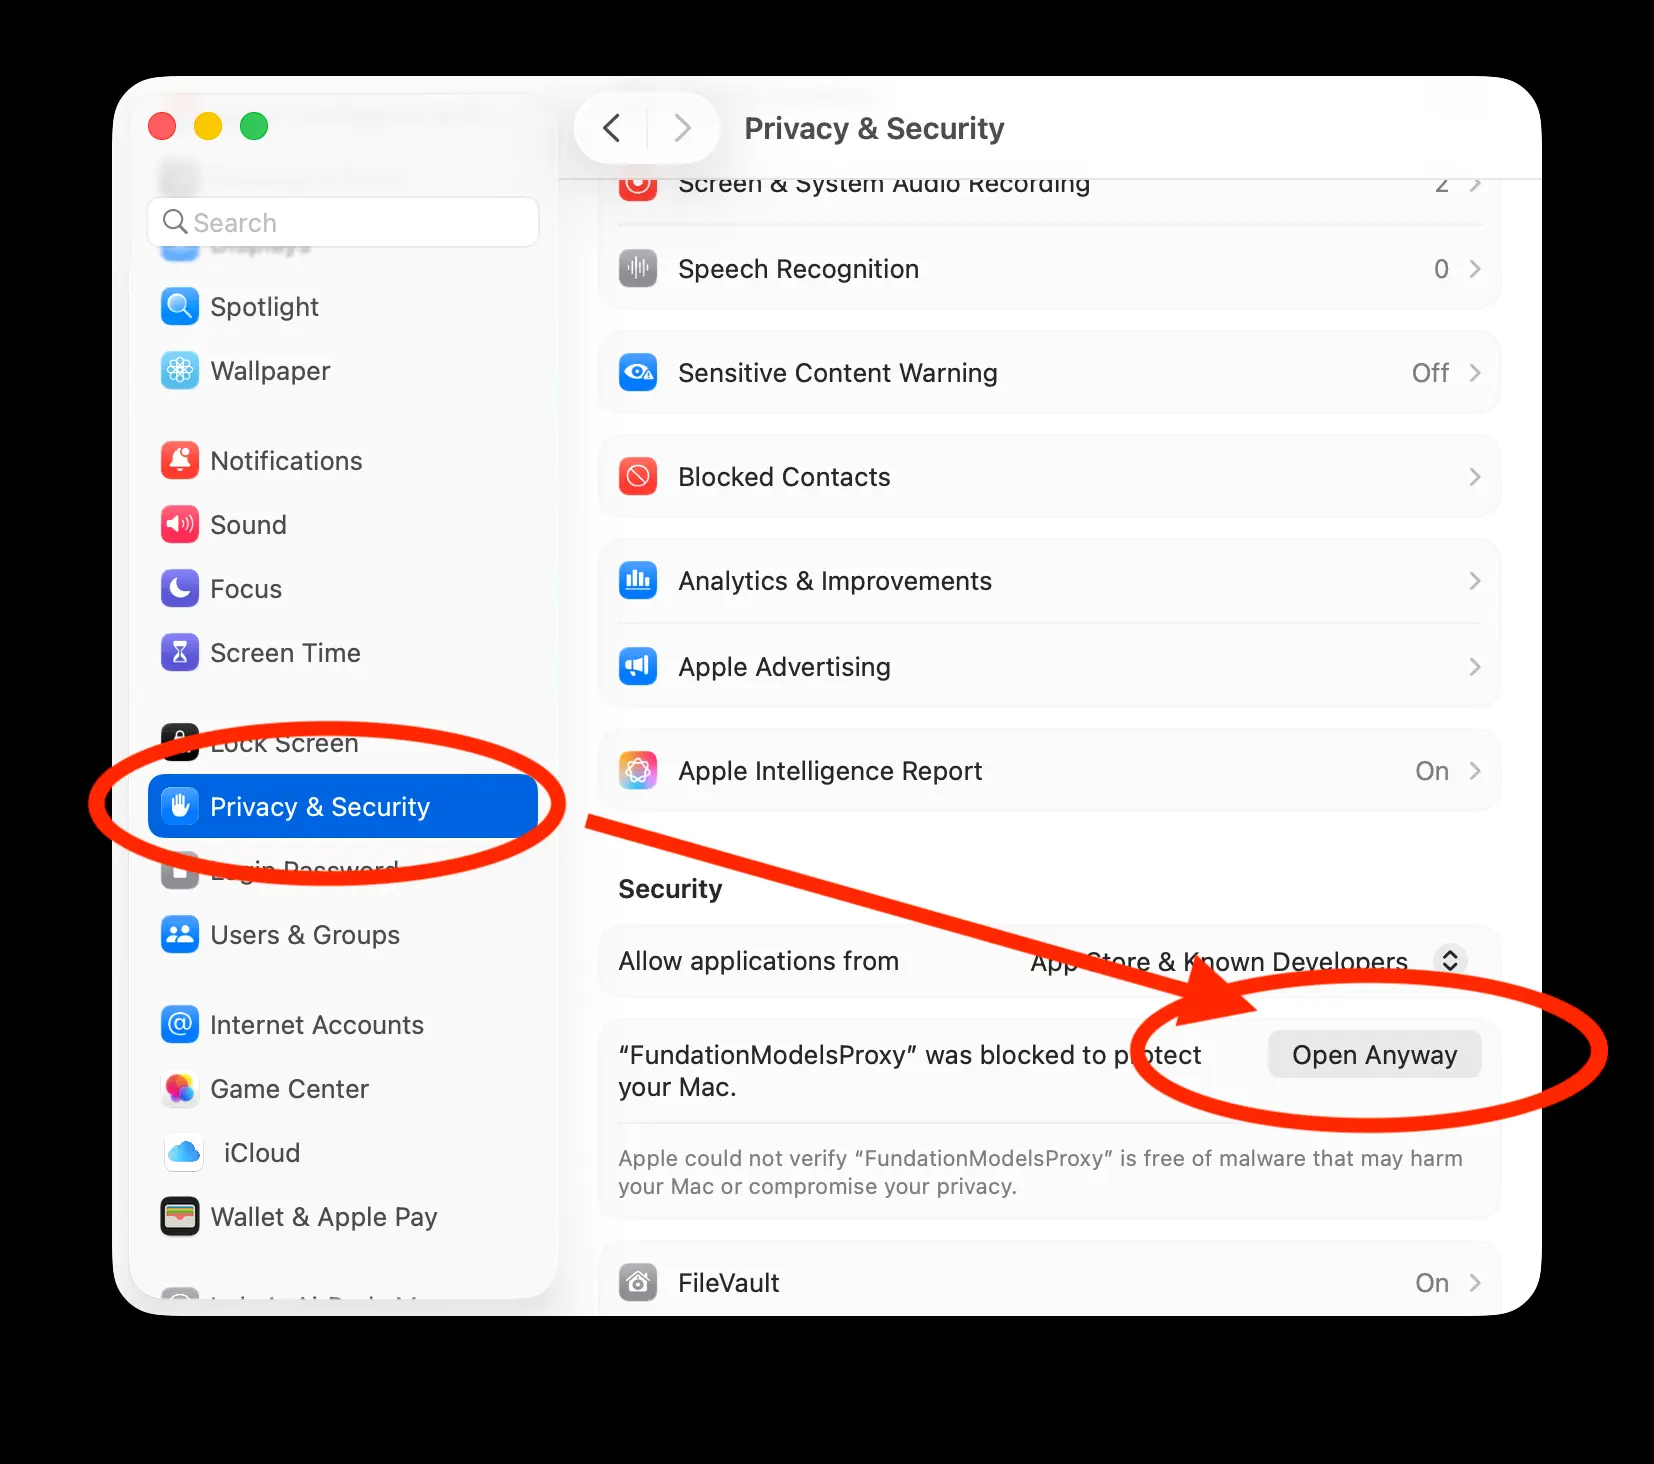 Privacy & Security
Search
Displays
Spotlight
Wallpaper
Notifications
Sound
Focus
Screen Time
Lock Screen
Privacy & Security
Login Password
Users & Groups
Internet Accounts
Game Center
iCloud
Wallet & Apple Pay
Screen & System Audio Recording 2
Speech Recognition 0
Sensitive Content Warning Off
Blocked Contacts
Analytics & Improvements
Apple Advertising
Apple Intelligence Report On
Security
Allow applications from App Store & Known Developers
“FundationModelsProxy” was blocked to protect
your Mac.
Open Anyway
Apple could not verify “FundationModelsProxy” is free of malware that may harm
your Mac or compromise your privacy.
FileVault On